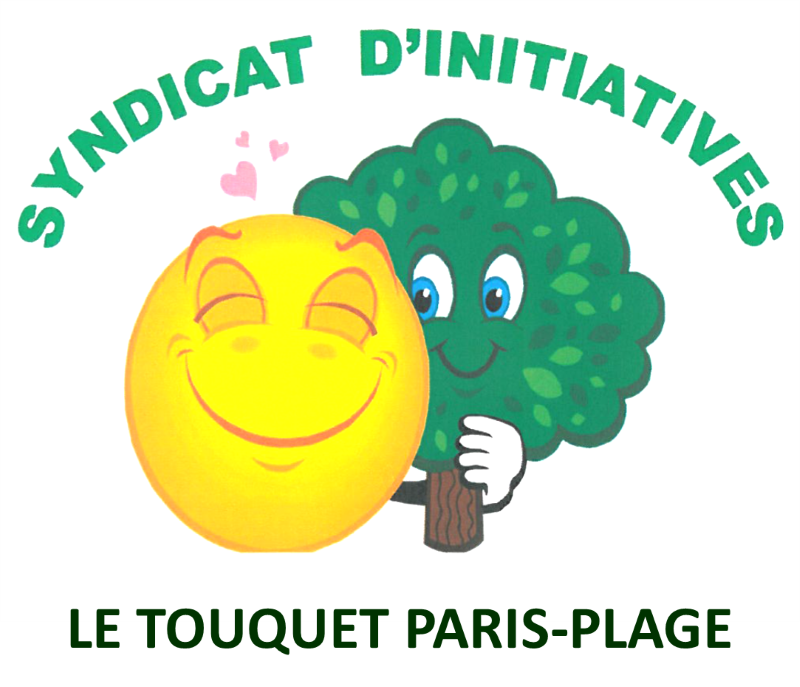 SYNDICAT D'INITIATIVES
LE TOUQUET PARIS-PLAGE